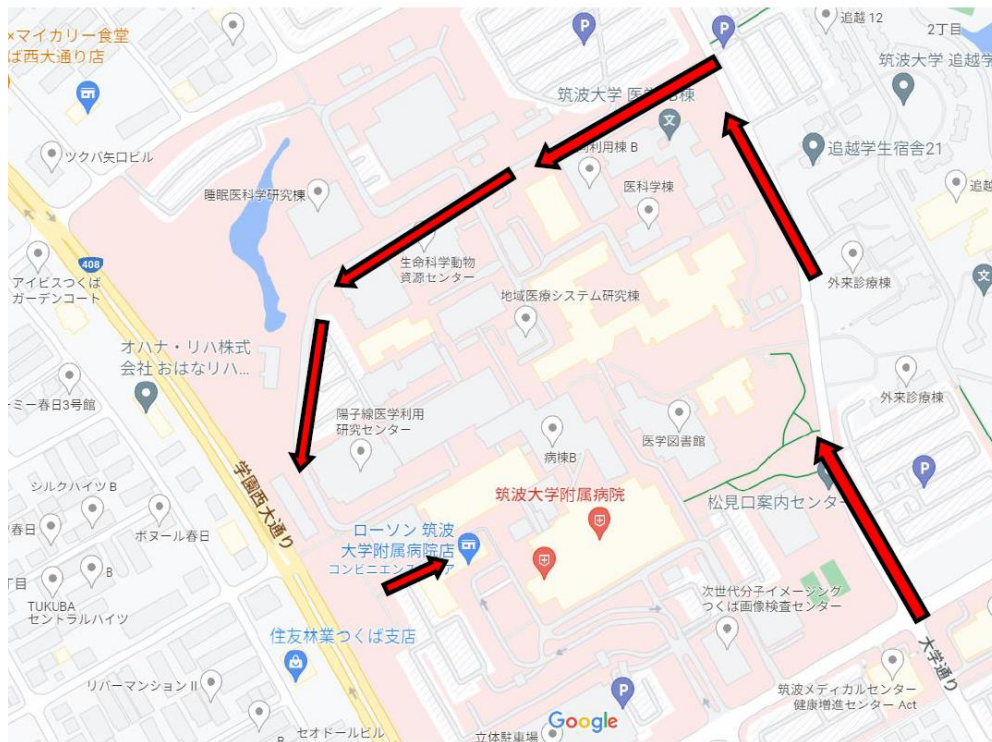 ×マイカリー食堂
ば西大通り店
追越 12
2丁目
筑波大学 追越学
筑波大学 医学
棟
ツクバ矢口ビル
利用棟 B
追越学生宿舎21
睡眠医科学研究棟
医科学棟
追越
408
アイビスつくば
ガーデンコート
生命科学動物
資源センター
外来診療棟
地域医療システム研究棟
オハナ・リハ株式
会社 おはなリハ...
ーミー春日3号館
陽子線医学利用
研究センター
外来診療棟
医学図書館
病棟B
学園西大通り
シルクハイツ B
筑波大学附属病院
松見口案内センター
春日
ボヌール春日
ローソン 筑波
大学附属病院店
コンビニエンス
ア
丁目
B
TUKUBA
セントラルハイツ
次世代分子イメージング
つくば画像検査センター
住友林業つくば支店
大学通り
リバーマンション II
筑波メディカルセンター
健康増進センター Act
セオドールビル
立体駐車場
Google
P
P
P
P
文
文